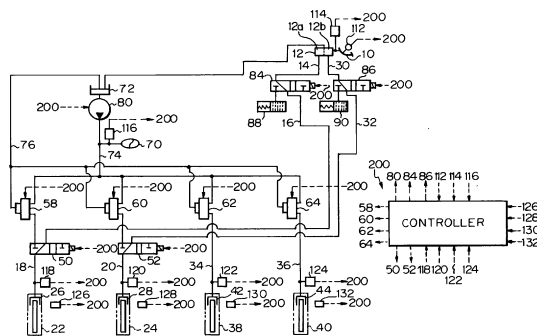 114 → 200
12a 12b 112
12 → 200
14 30 10
72 84 86
80 200 → 200
200 → 200 88 90
116 16 32
76 74 70
58 → 200 60 → 200 62 → 200 64 → 200
18 50 → 200 20 52 → 200 34 36
118 → 200 120 → 200 122 → 200 124 → 200
26 126 → 200 28 128 → 200 42 130 → 200 44 132 → 200
22 24 38 40
200 80 84 86 112 114 116
58 126
60 CONTROLLER 128
62 130
64 132
50 52 118 120 122 124